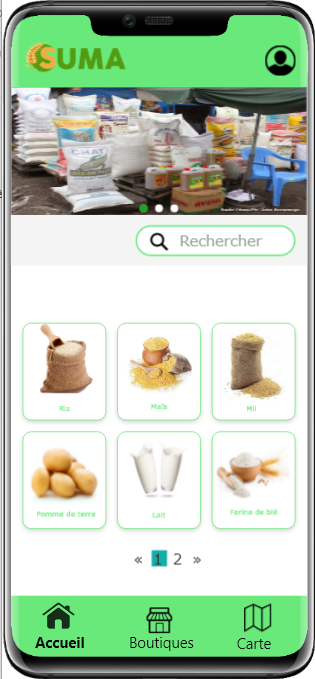 SUMA
Rechercher
Riz
Maïs
Mil
Pomme de terre
Lait
Farine de blé
« 1 2 »
Accueil
Boutiques
Carte